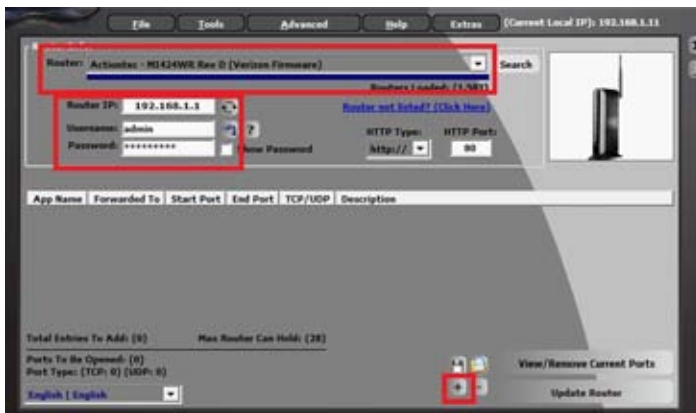 File Tools Advanced Help Extras (Current Local IP): 192.168.1.11
Router: Actiontec - MI424WR Rev D (Verizon Firmware) Search
Routers Loaded: (1,981)
Router IP: 192.168.1.1 Router not listed? (Click Here)
Username: admin ? HTTP Type: HTTP Port:
Password: ********* Show Password http:// 80
App Name Forwarded To Start Port End Port TCP/UDP Description
Total Entries To Add: (0) Max Router Can Hold: (28)
Ports To Be Opened: (0)
Port Type: (TCP: 0) (UDP: 0)
View/Remove Current Ports
+ -
English | English Update Router